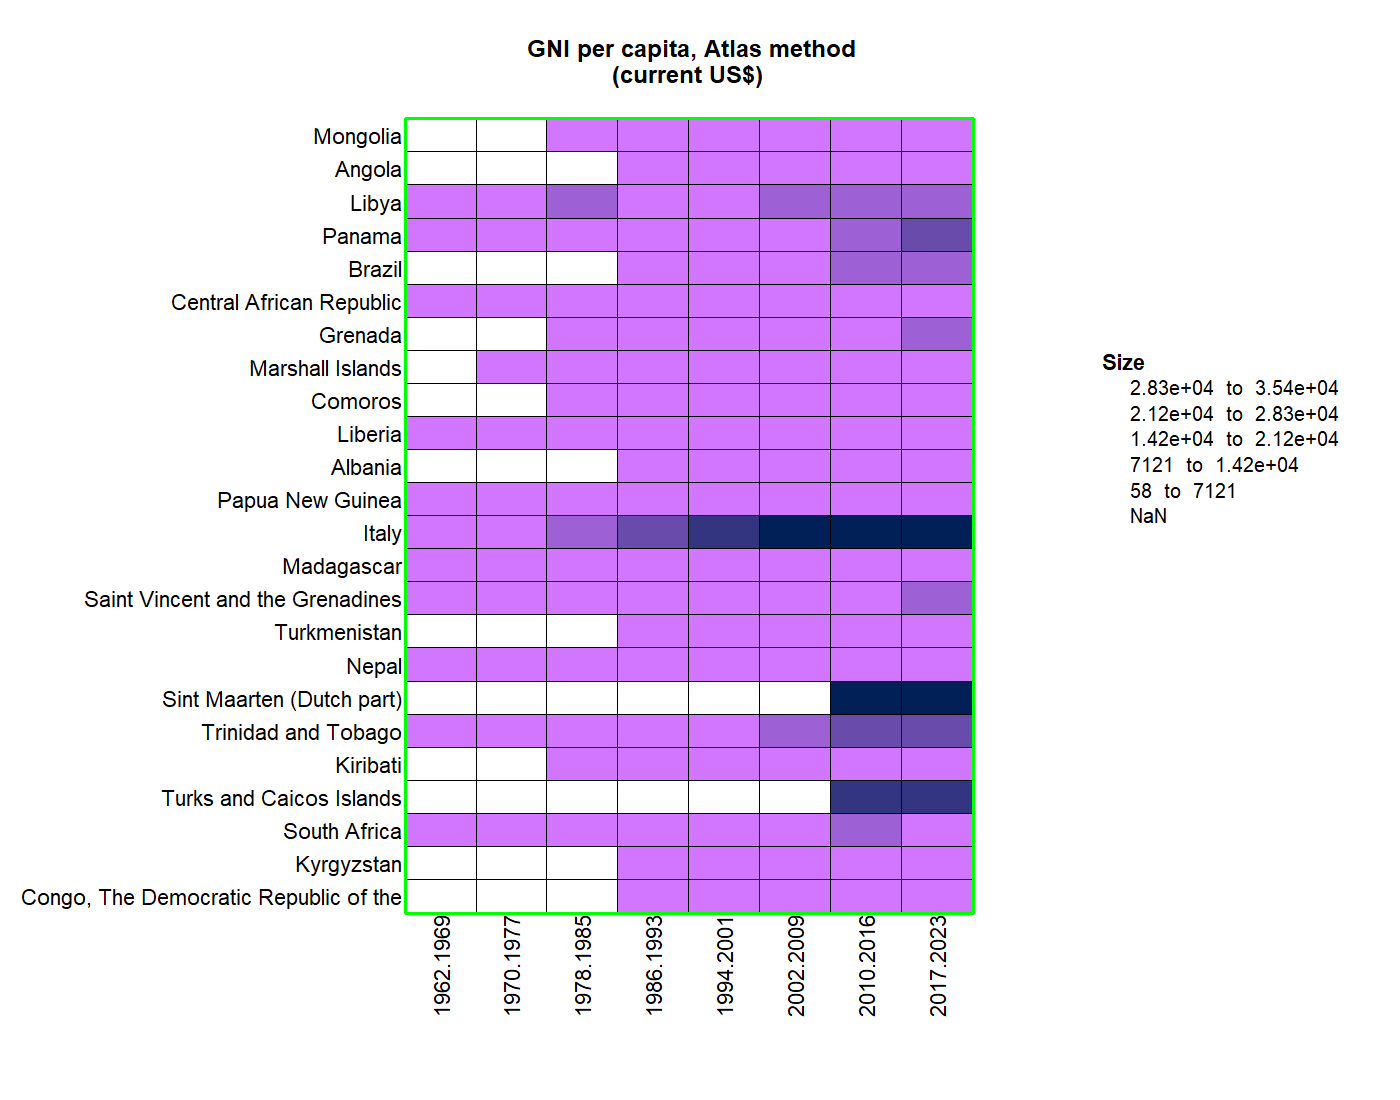 GNI per capita, Atlas method
(current US$)
Mongolia
Angola
Libya
Panama
Brazil
Central African Republic
Grenada
Marshall Islands
Comoros
Liberia
Albania
Papua New Guinea
Italy
Madagascar
Saint Vincent and the Grenadines
Turkmenistan
Nepal
Sint Maarten (Dutch part)
Trinidad and Tobago
Kiribati
Turks and Caicos Islands
South Africa
Kyrgyzstan
Congo, The Democratic Republic of the
1962.1969
1970.1977
1978.1985
1986.1993
1994.2001
2002.2009
2010.2016
2017.2023
Size
2.83e+04 to 3.54e+04
2.12e+04 to 2.83e+04
1.42e+04 to 2.12e+04
7121 to 1.42e+04
58 to 7121
NaN